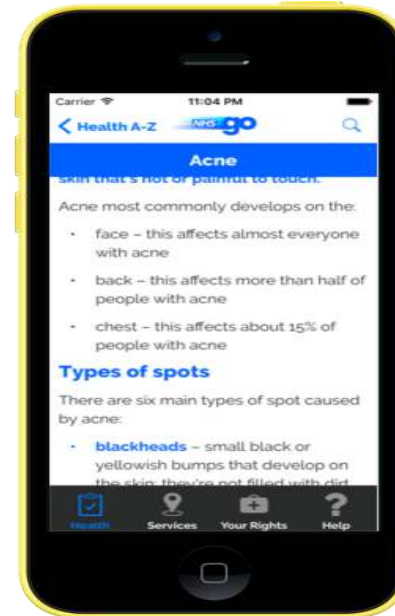 Carrier 11:04 PM
Health A-Z NHS go
Acne
skin that's hot or painful to touch.
Acne most commonly develops on the:
• face – this affects almost everyone
with acne
• back – this affects more than half of
people with acne
• chest – this affects about 15% of
people with acne
Types of spots
There are six main types of spot caused
by acne:
• blackheads – small black or
yellowish bumps that develop on
the skin; they're not filled with dirt
Health Services Your Rights Help